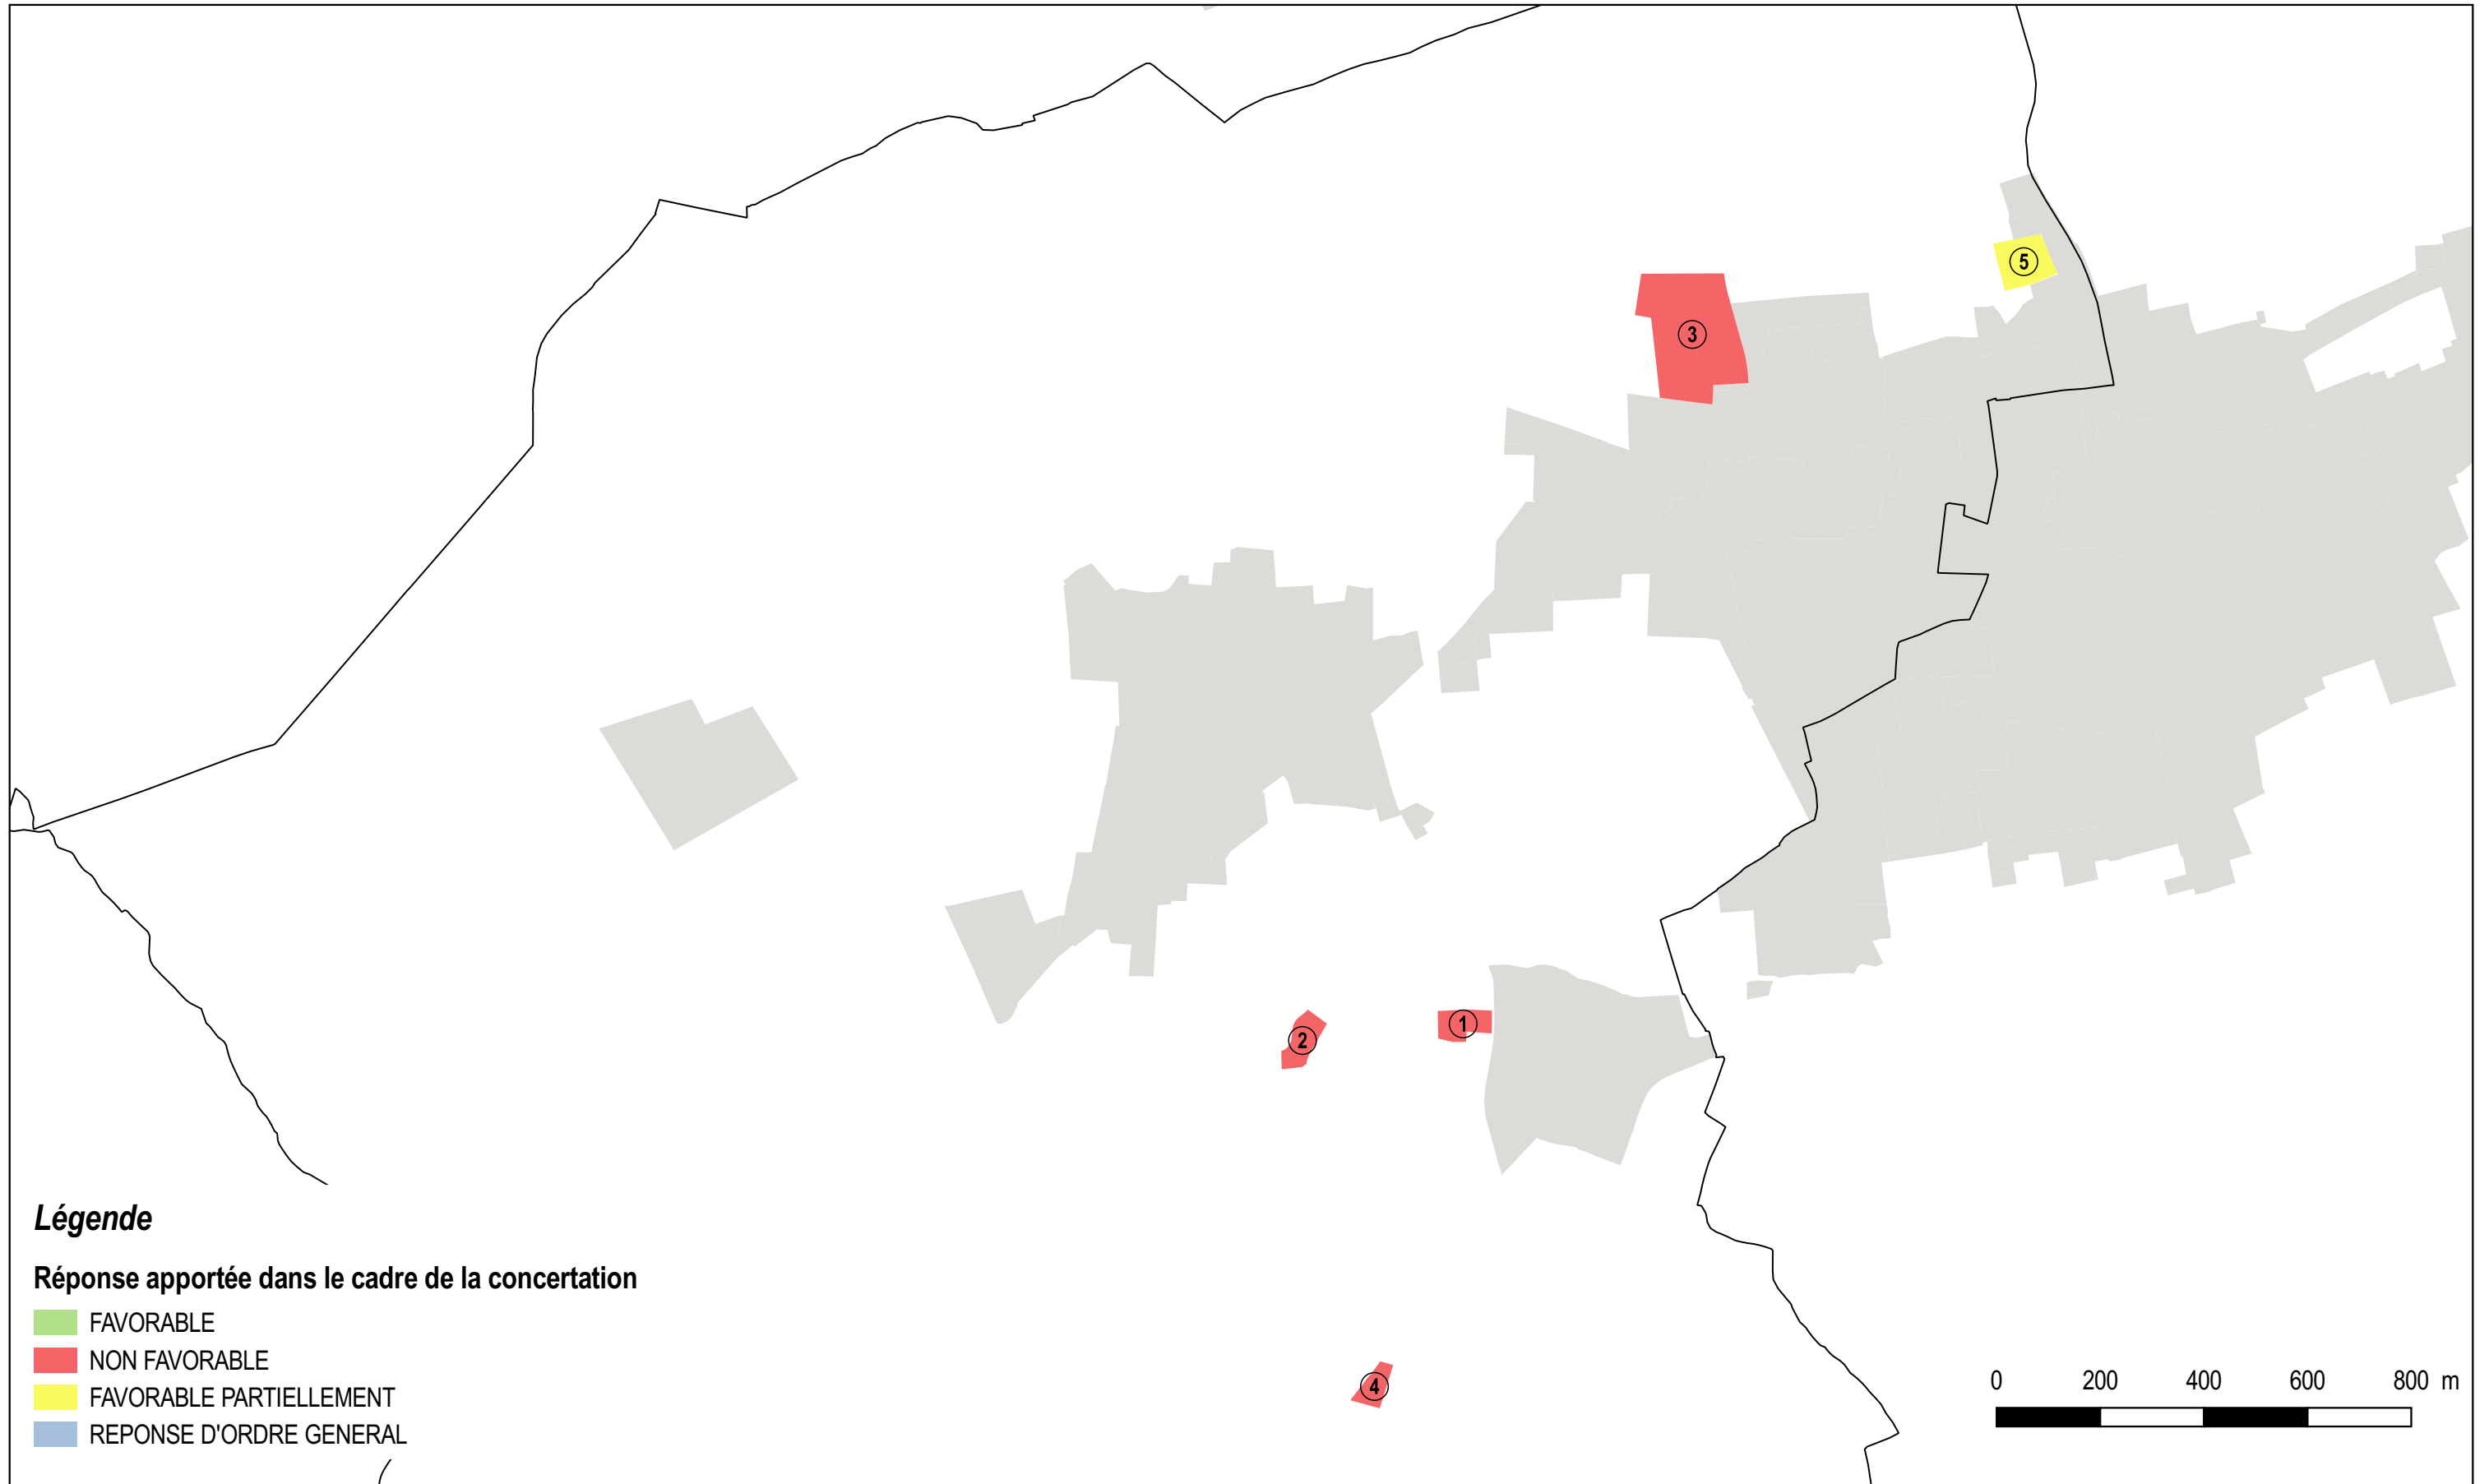 5
3
1
2
4
Légende
Réponse apportée dans le cadre de la concertation
FAVORABLE
NON FAVORABLE
FAVORABLE PARTIELLEMENT
REPONSE D'ORDRE GENERAL
0 200 400 600 800 m